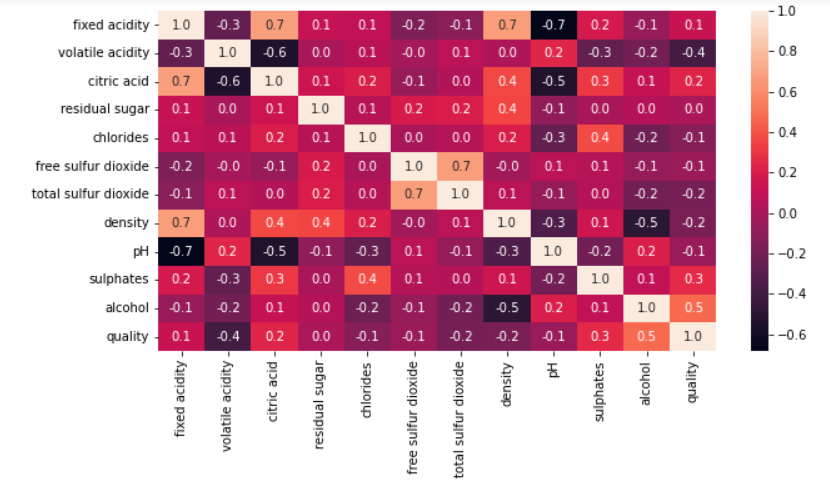 fixed acidity 1.0 -0.3 0.7 0.1 0.1 -0.2 -0.1 0.7 -0.7 0.2 -0.1 0.1
volatile acidity -0.3 1.0 -0.6 0.0 0.1 -0.0 0.1 0.0 0.2 -0.3 -0.2 -0.4
citric acid 0.7 -0.6 1.0 0.1 0.2 -0.1 0.0 0.4 -0.5 0.3 0.1 0.2
residual sugar 0.1 0.0 0.1 1.0 0.1 0.2 0.2 0.4 -0.1 0.0 0.0 0.0
chlorides 0.1 0.1 0.2 0.1 1.0 0.0 0.0 0.2 -0.3 0.4 -0.2 -0.1
free sulfur dioxide -0.2 -0.0 -0.1 0.2 0.0 1.0 0.7 -0.0 0.1 0.1 -0.1 -0.1
total sulfur dioxide -0.1 0.1 0.0 0.2 0.0 0.7 1.0 0.1 -0.1 0.0 -0.2 -0.2
density 0.7 0.0 0.4 0.4 0.2 -0.0 0.1 1.0 -0.3 0.1 -0.5 -0.2
pH -0.7 0.2 -0.5 -0.1 -0.3 0.1 -0.1 -0.3 1.0 -0.2 0.2 -0.1
sulphates 0.2 -0.3 0.3 0.0 0.4 0.1 0.0 0.1 -0.2 1.0 0.1 0.3
alcohol -0.1 -0.2 0.1 0.0 -0.2 -0.1 -0.2 -0.5 0.2 0.1 1.0 0.5
quality 0.1 -0.4 0.2 0.0 -0.1 -0.1 -0.2 -0.2 -0.1 0.3 0.5 1.0
fixed acidity
volatile acidity
citric acid
residual sugar
chlorides
free sulfur dioxide
total sulfur dioxide
density
pH
sulphates
alcohol
quality
1.0
0.8
0.6
0.4
0.2
0.0
−0.2
−0.4
−0.6